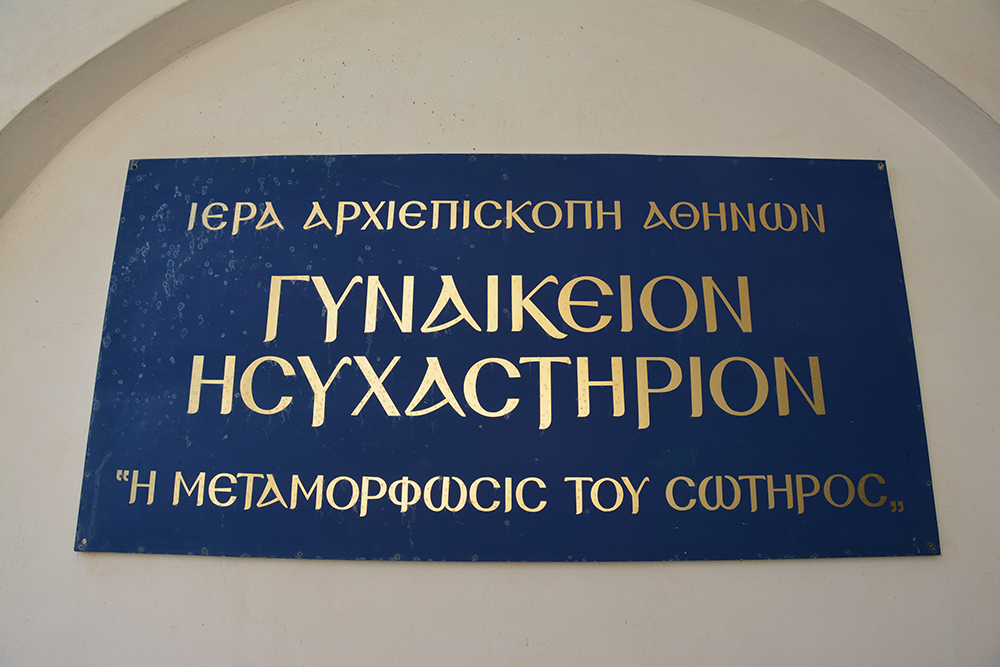 ΙΕΡΑ ΑΡΧΙΕΠΙΣΚΟΠΗ ΑΘΗΝΩΝ
ΓΥΝΑΙΚΕΙΟΝ
ΗΣΥΧΑΣΤΗΡΙΟΝ
“Η ΜΕΤΑΜΟΡΦΩΣΙΣ ΤΟΥ ΣΩΤΗΡΟΣ„